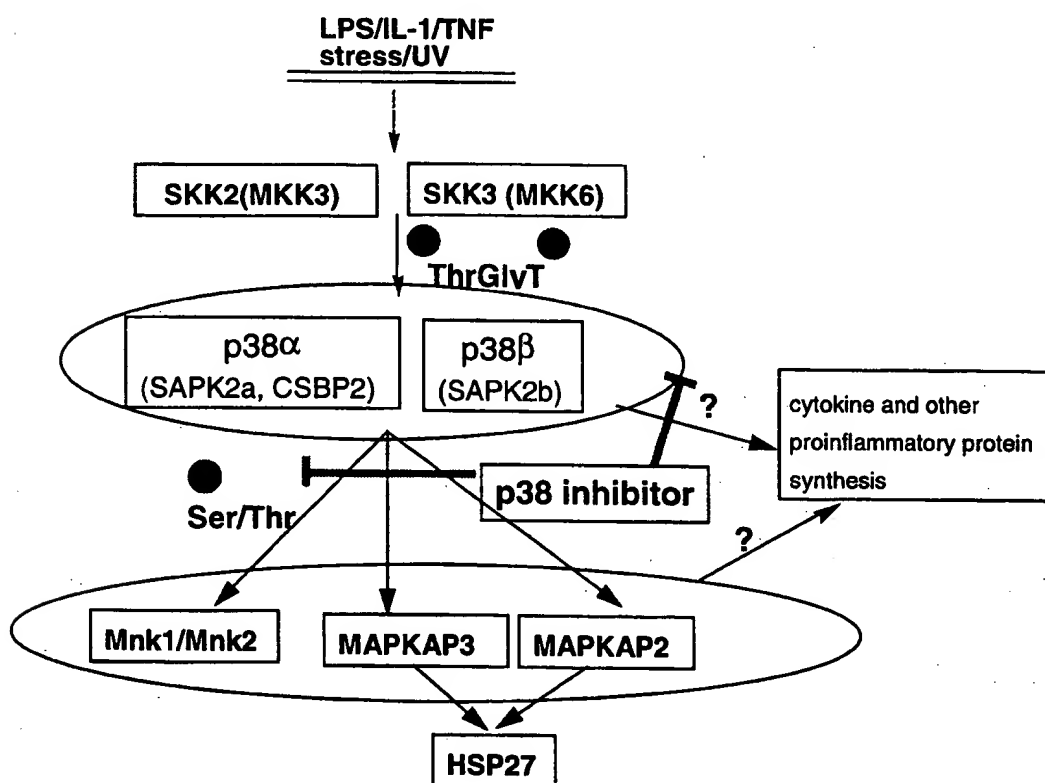 LPS/IL-1/TNF
stress/UV
SKK2(MKK3)
SKK3 (MKK6)
ThrGlyT
p38α
(SAPK2a, CSBP2)
p38β
(SAPK2b)
?
cytokine and other
proinflammatory protein
synthesis
p38 inhibitor
Ser/Thr
?
Mnk1/Mnk2
MAPKAP3
MAPKAP2
HSP27